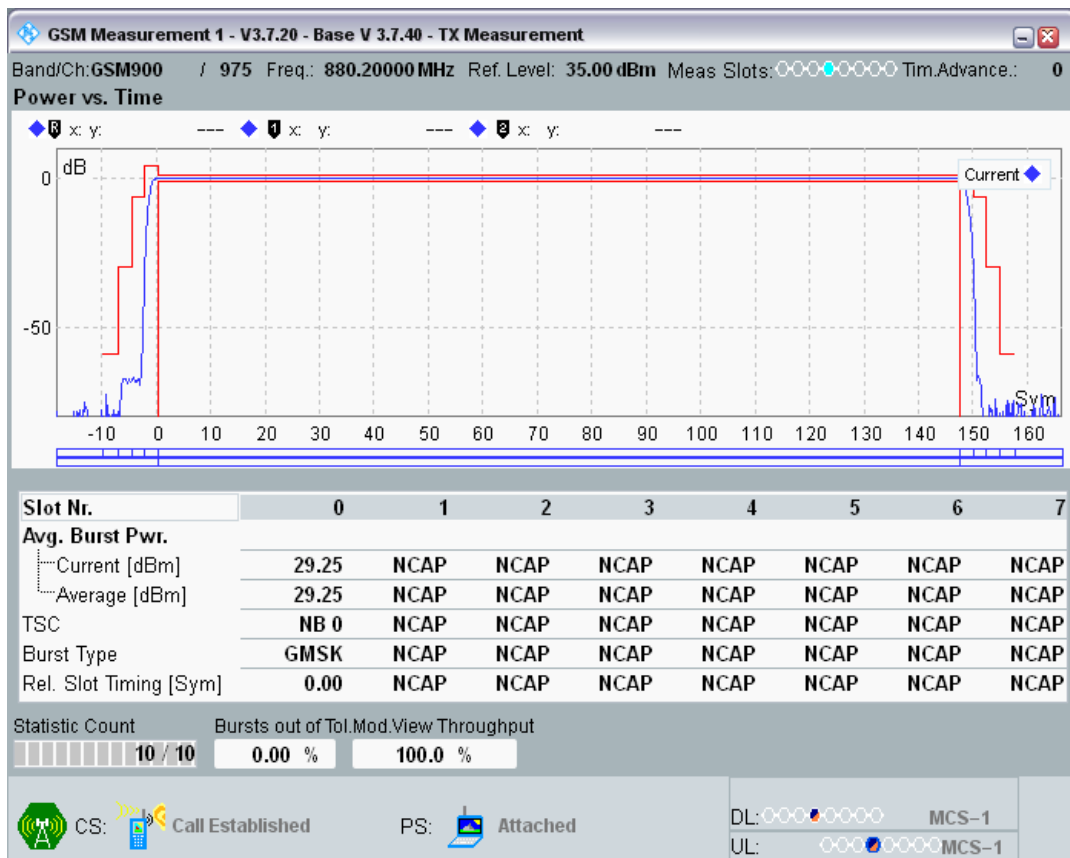 GSM Measurement 1 - V3.7.20 - Base V 3.7.40 - TX Measurement
Band/Ch:GSM900 / 975 Freq.: 880.20000 MHz Ref. Level: 35.00 dBm Meas Slots: Tim.Advance.: 0
Power vs. Time
R x: y: --- 1 x: y: --- 2 x: y: ---
dB
0
Current
-50
Sym
-10 0 10 20 30 40 50 60 70 80 90 100 110 120 130 140 150 160
Slot Nr. 0 1 2 3 4 5 6 7
Avg. Burst Pwr.
Current [dBm] 29.25 NCAP NCAP NCAP NCAP NCAP NCAP NCAP
Average [dBm] 29.25 NCAP NCAP NCAP NCAP NCAP NCAP NCAP
TSC NB 0 NCAP NCAP NCAP NCAP NCAP NCAP NCAP
Burst Type GMSK NCAP NCAP NCAP NCAP NCAP NCAP NCAP
Rel. Slot Timing [Sym] 0.00 NCAP NCAP NCAP NCAP NCAP NCAP NCAP
Statistic Count Bursts out of Tol. Mod.View Throughput
10 / 10 0.00 % 100.0 %
CS: Call Established PS: Attached
DL: MCS-1
UL: MCS-1